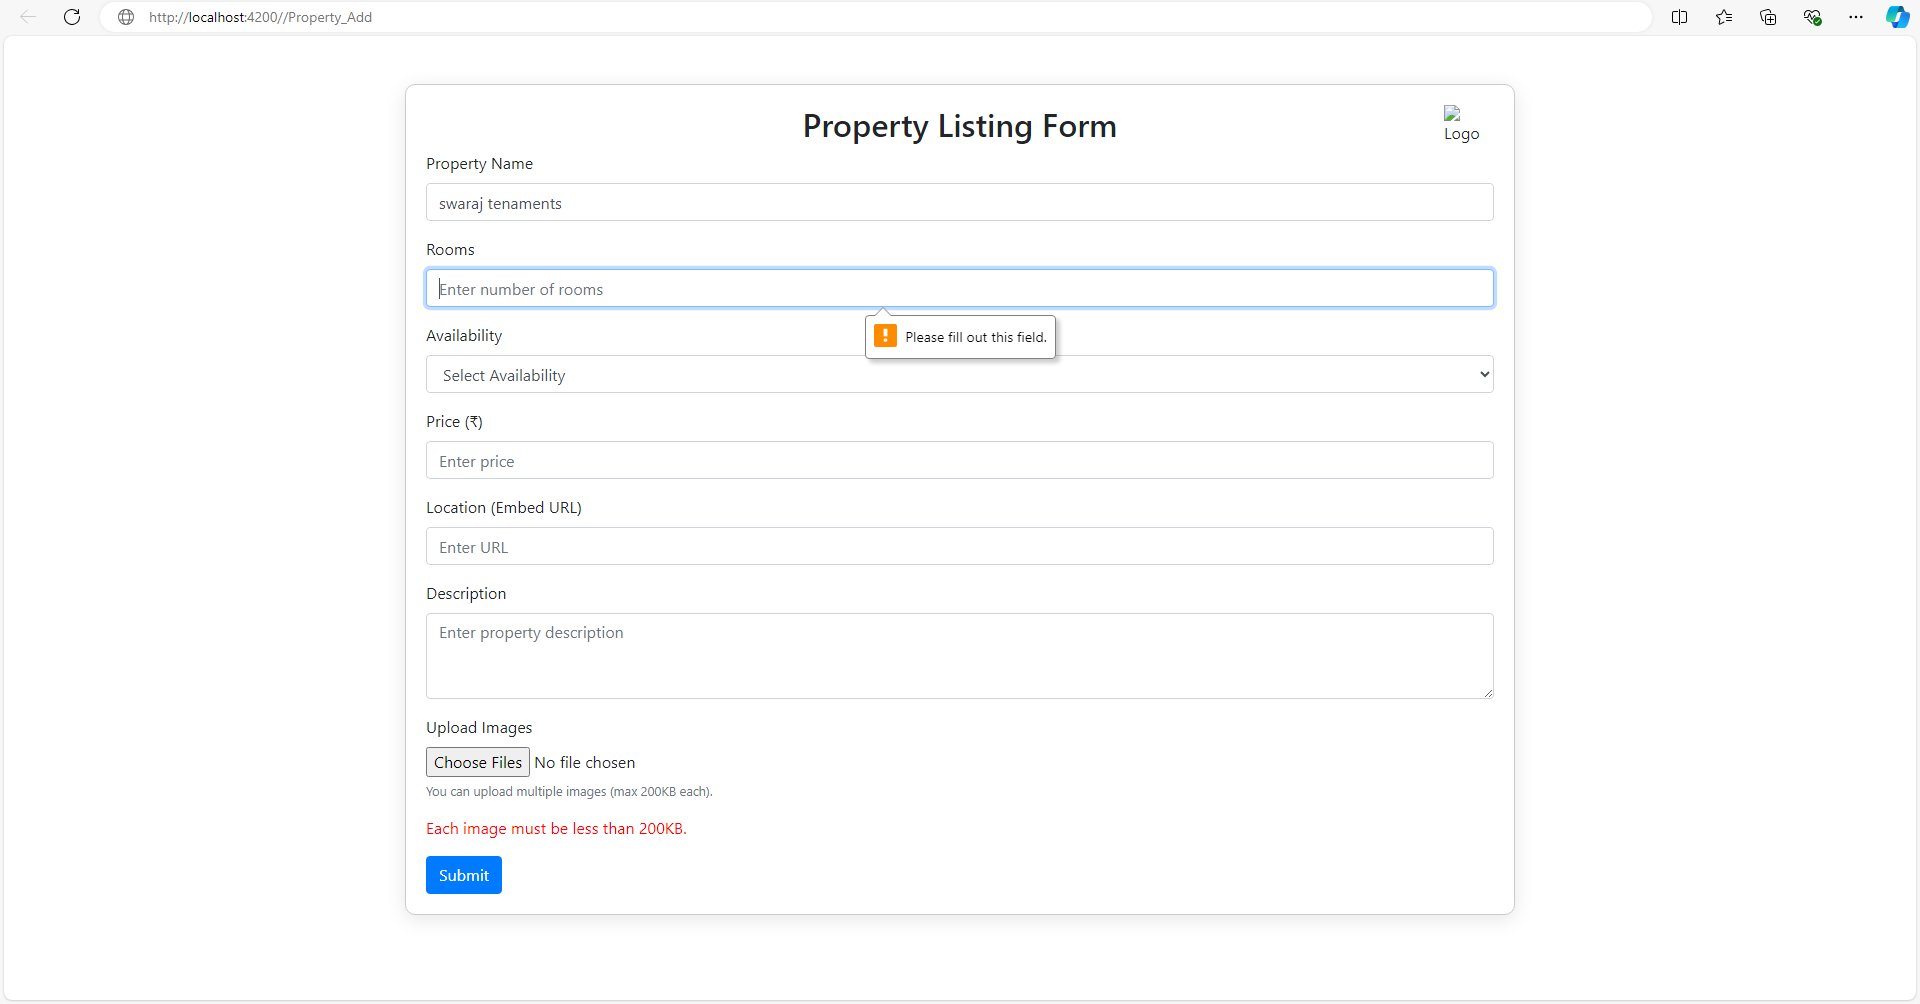 http://localhost:4200//Property_Add
Property Listing Form
Logo
Property Name
swaraj tenaments
Rooms
Enter number of rooms
Please fill out this field.
Availability
Select Availability
Price (₹)
Enter price
Location (Embed URL)
Enter URL
Description
Enter property description
Upload Images
Choose Files No file chosen
You can upload multiple images (max 200KB each).
Each image must be less than 200KB.
Submit